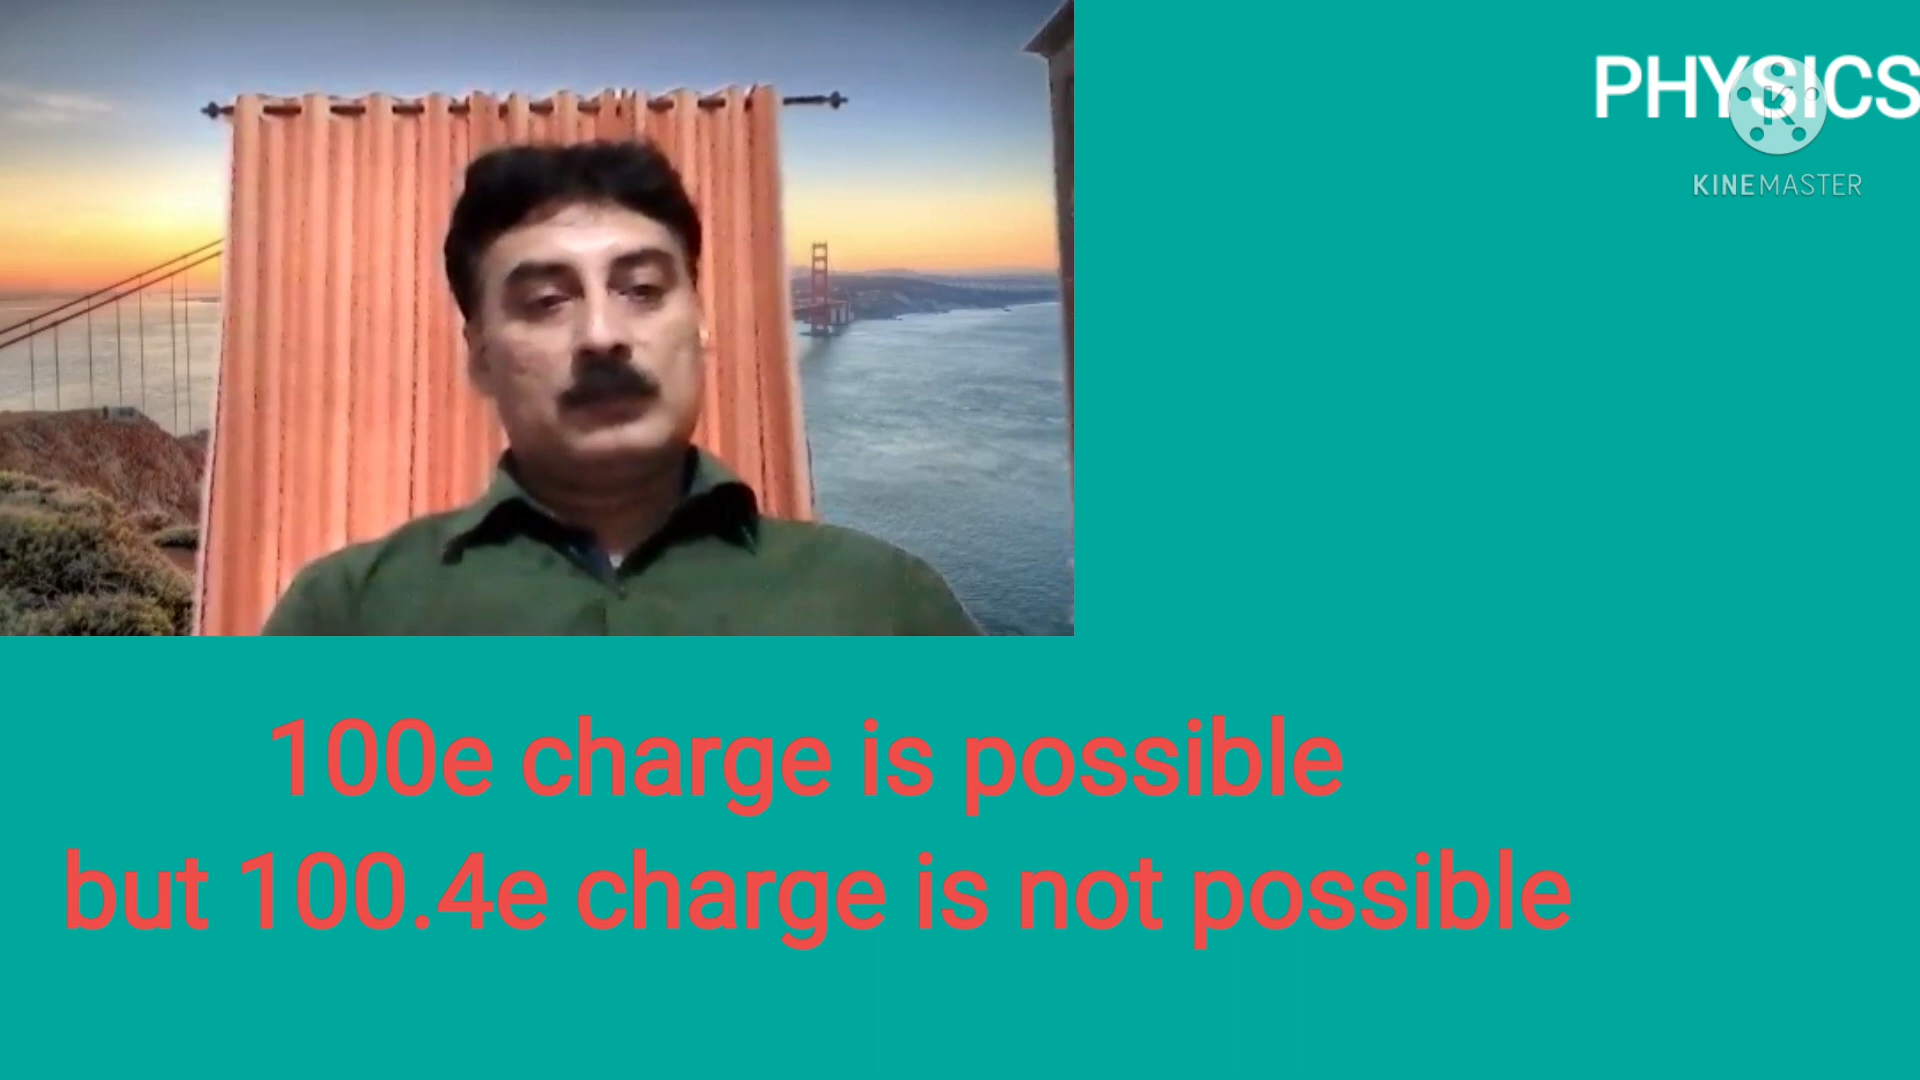 PHYSICS
KINEMASTER
100e charge is possible
but 100.4e charge is not possible